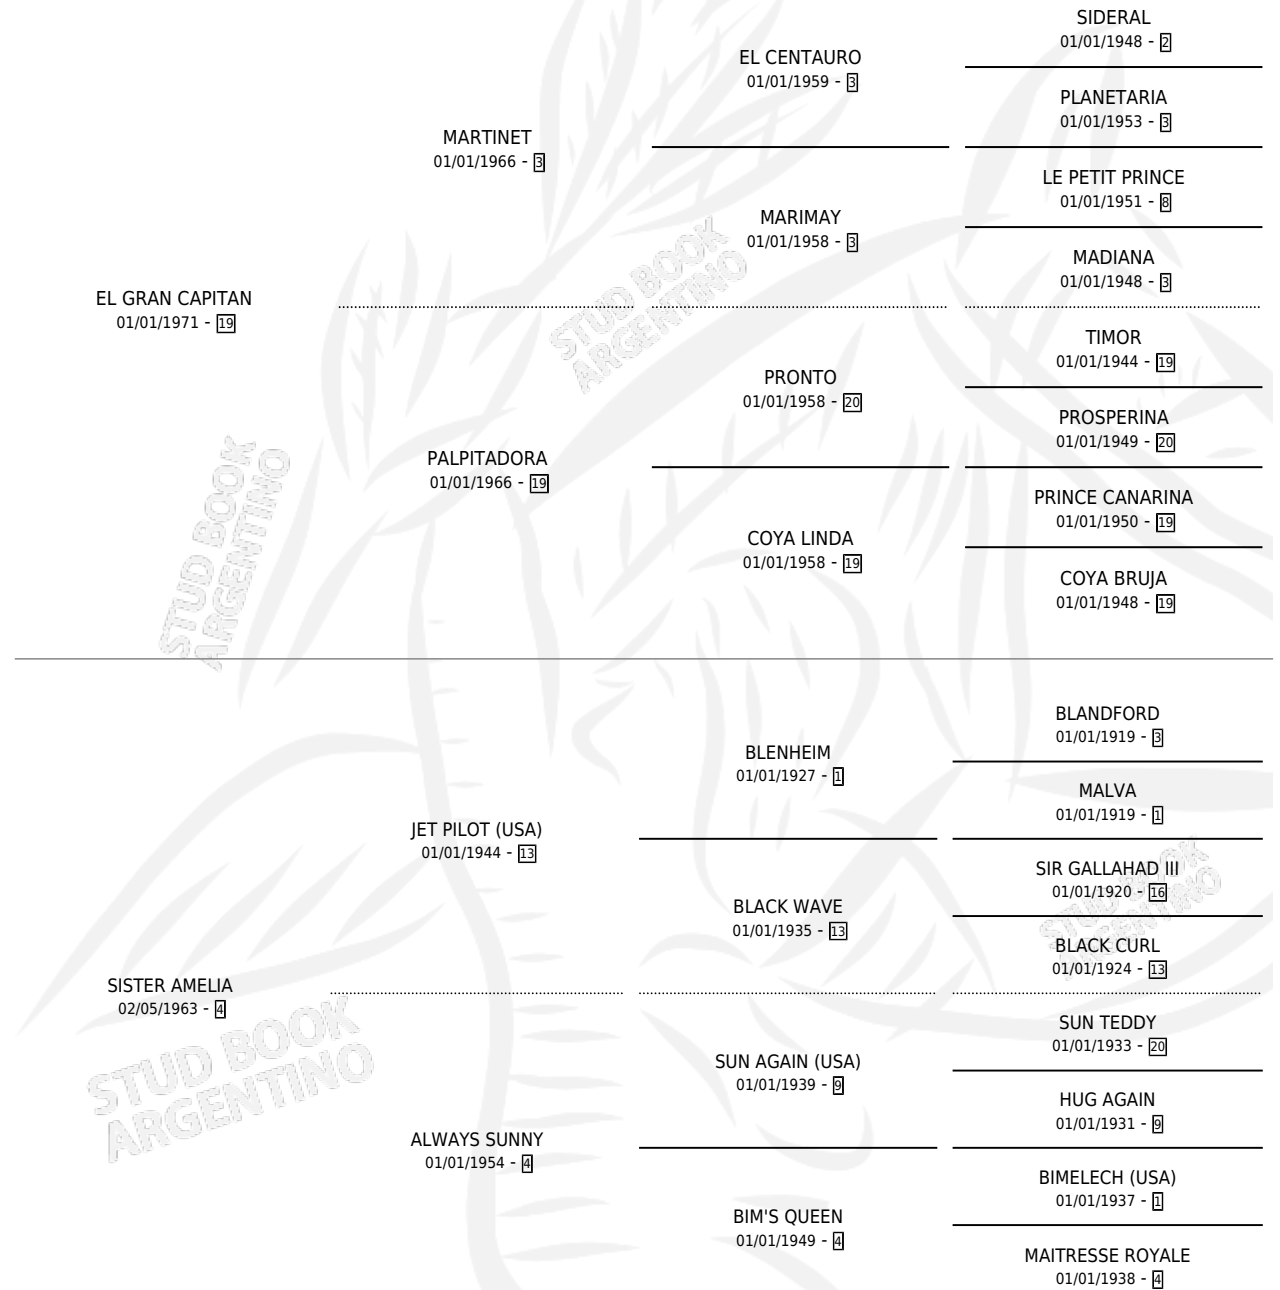 SIDERAL
01/01/1948 - 2
EL CENTAURO
01/01/1959 - 3
PLANETARIA
01/01/1953 - 3
MARTINET
01/01/1966 - 3
LE PETIT PRINCE
01/01/1951 - 8
MARIMAY
01/01/1958 - 3
MADIANA
01/01/1948 - 3
EL GRAN CAPITAN
01/01/1971 - 19
STUD BOOK
ARGENTINO
TIMOR
01/01/1944 - 19
PRONTO
01/01/1958 - 20
PROSPERINA
01/01/1949 - 20
PALPITADORA
01/01/1966 - 19
PRINCE CANARINA
01/01/1950 - 19
COYA LINDA
01/01/1958 - 19
COYA BRUJA
01/01/1948 - 19
STUD BOOK
ARGENTINO
BLANDFORD
01/01/1919 - 3
BLENHEIM
01/01/1927 - 1
MALVA
01/01/1919 - 1
JET PILOT (USA)
01/01/1944 - 13
SIR GALLAHAD III
01/01/1920 - 16
BLACK WAVE
01/01/1935 - 13
BLACK CURL
01/01/1924 - 13
STUD BOOK
ARGENTINO
SISTER AMELIA
02/05/1963 - 4
SUN TEDDY
01/01/1933 - 20
SUN AGAIN (USA)
01/01/1939 - 9
HUG AGAIN
01/01/1931 - 9
STUD BOOK
ARGENTINO
ALWAYS SUNNY
01/01/1954 - 4
BIMELECH (USA)
01/01/1937 - 1
BIM'S QUEEN
01/01/1949 - 4
MAITRESSE ROYALE
01/01/1938 - 4